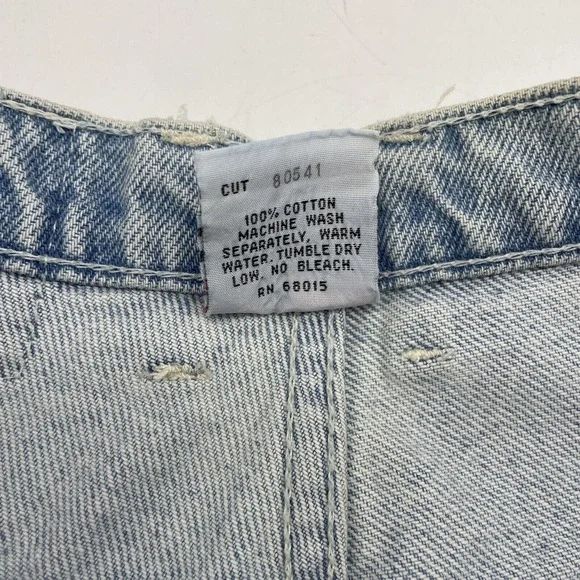 CUT 80541
100% COTTON
MACHINE WASH
SEPARATELY, WARM
WATER. TUMBLE DRY
LOW. NO BLEACH.
RN 68015